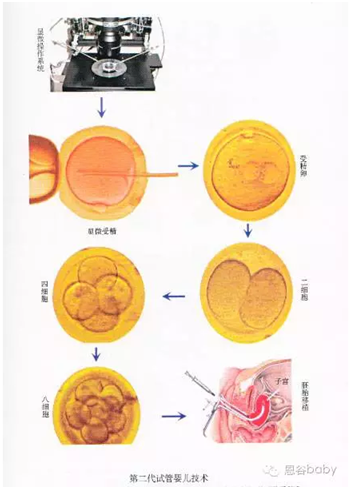 显微操作系统
受精卵
显微受精
四细胞
二细胞
八细胞
子宫
胚胎移植
第二代试管婴儿技术
思谷baby